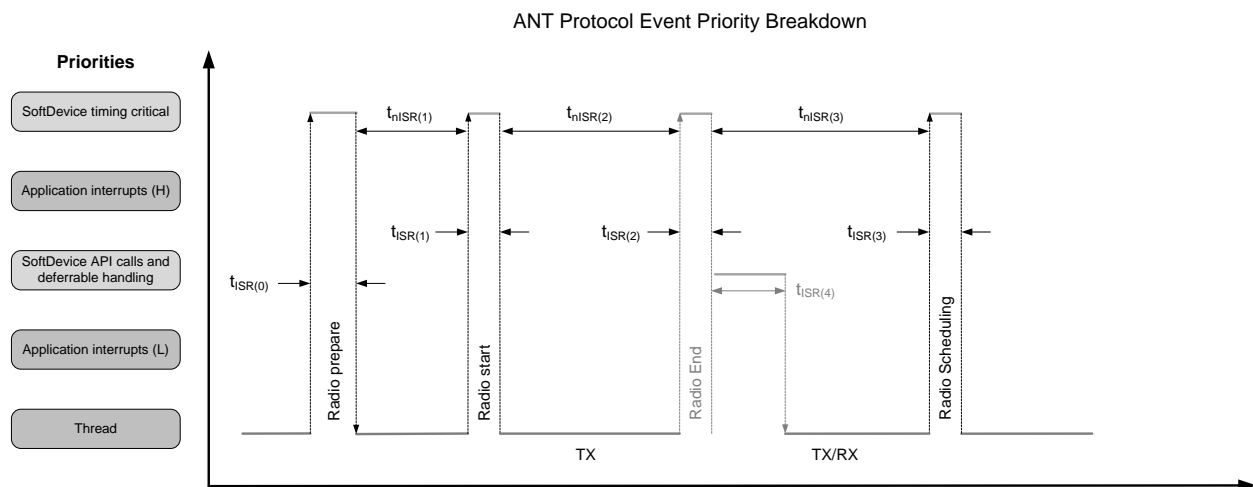 ANT Protocol Event Priority Breakdown
Priorities
SoftDevice timing critical
Application interrupts (H)
SoftDevice API calls and
deferrable handling
Application interrupts (L)
Thread
tnISR(1)
tnISR(2)
tnISR(3)
tISR(1)
tISR(2)
tISR(3)
tISR(0)
tISR(4)
Radio prepare
Radio start
Radio End
Radio Scheduling
TX
TX/RX